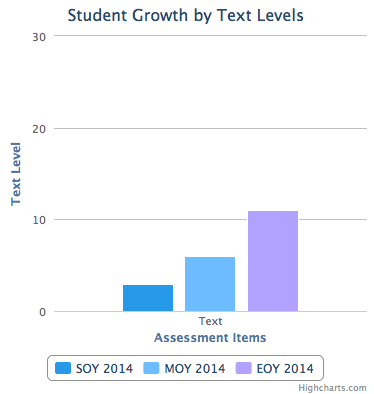 Student Growth by Text Levels
30
20
10
0
Text Level
Text
Assessment Items
SOY 2014 MOY 2014 EOY 2014
Highcharts.com